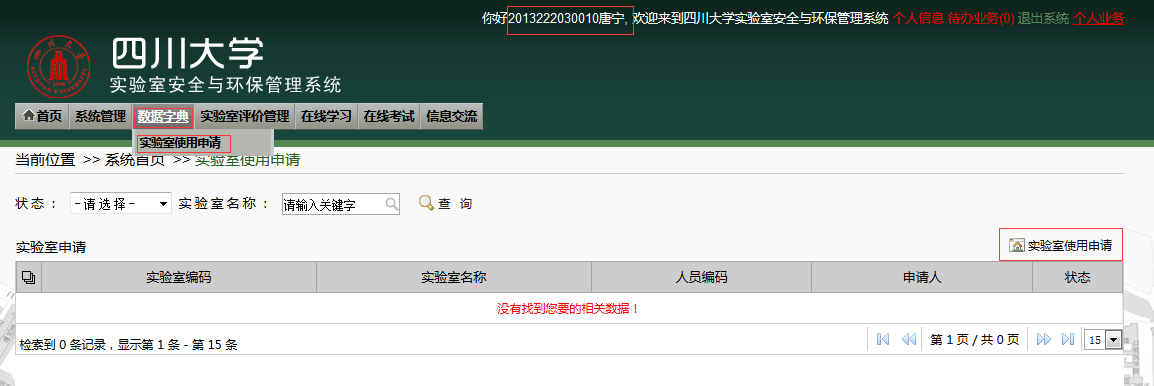 你好2013222030010唐宁, 欢迎来到四川大学实验室安全与环保管理系统 个人信息 待办业务(0) 退出系统 个人业务
四川大学
实验室安全与环保管理系统
首页 系统管理 数据字典 实验室评价管理 在线学习 在线考试 信息交流
实验室使用申请
当前位置 >> 系统首页 >> 实验室使用申请
状态： -请选择- 实验室名称： 请输入关键字 查 询
实验室申请 实验室使用申请
实验室编码 实验室名称 人员编码 申请人 状态
没有找到您要的相关数据！
检索到 0 条记录，显示第 1 条 - 第 15 条 第 1 页 / 共 0 页 15